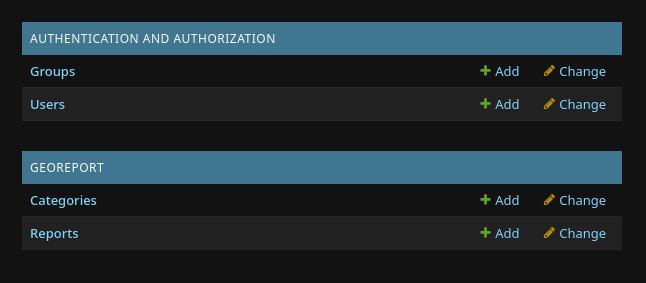 AUTHENTICATION AND AUTHORIZATION
Groups Add Change
Users Add Change
GEOREPORT
Categories Add Change
Reports Add Change